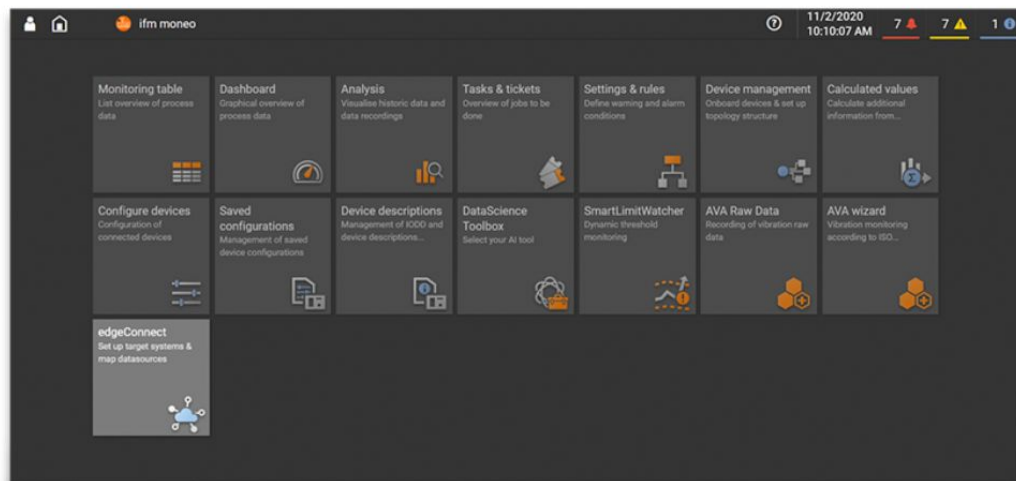 ifm moneo
11/2/2020
10:10:07 AM
7
7
1
Monitoring table
List overview of process
data
Dashboard
Graphical overview of
process data
Analysis
Visualise historic data and
data recordings
Tasks & tickets
Overview of jobs to be
done
Settings & rules
Define warning and alarm
conditions
Device management
Onboard devices & set up
topology structure
Calculated values
Calculate additional
information from...
Configure devices
Configuration of
connected devices
Saved
configurations
Management of saved
device configurations
Device descriptions
Management of IODD and
device descriptions...
DataScience
Toolbox
Select your AI tool
SmartLimitWatcher
Dynamic threshold
monitoring
AVA Raw Data
Recording of vibration raw
data
AVA wizard
Vibration monitoring
according to ISO...
edgeConnect
Set up target systems &
map datasources